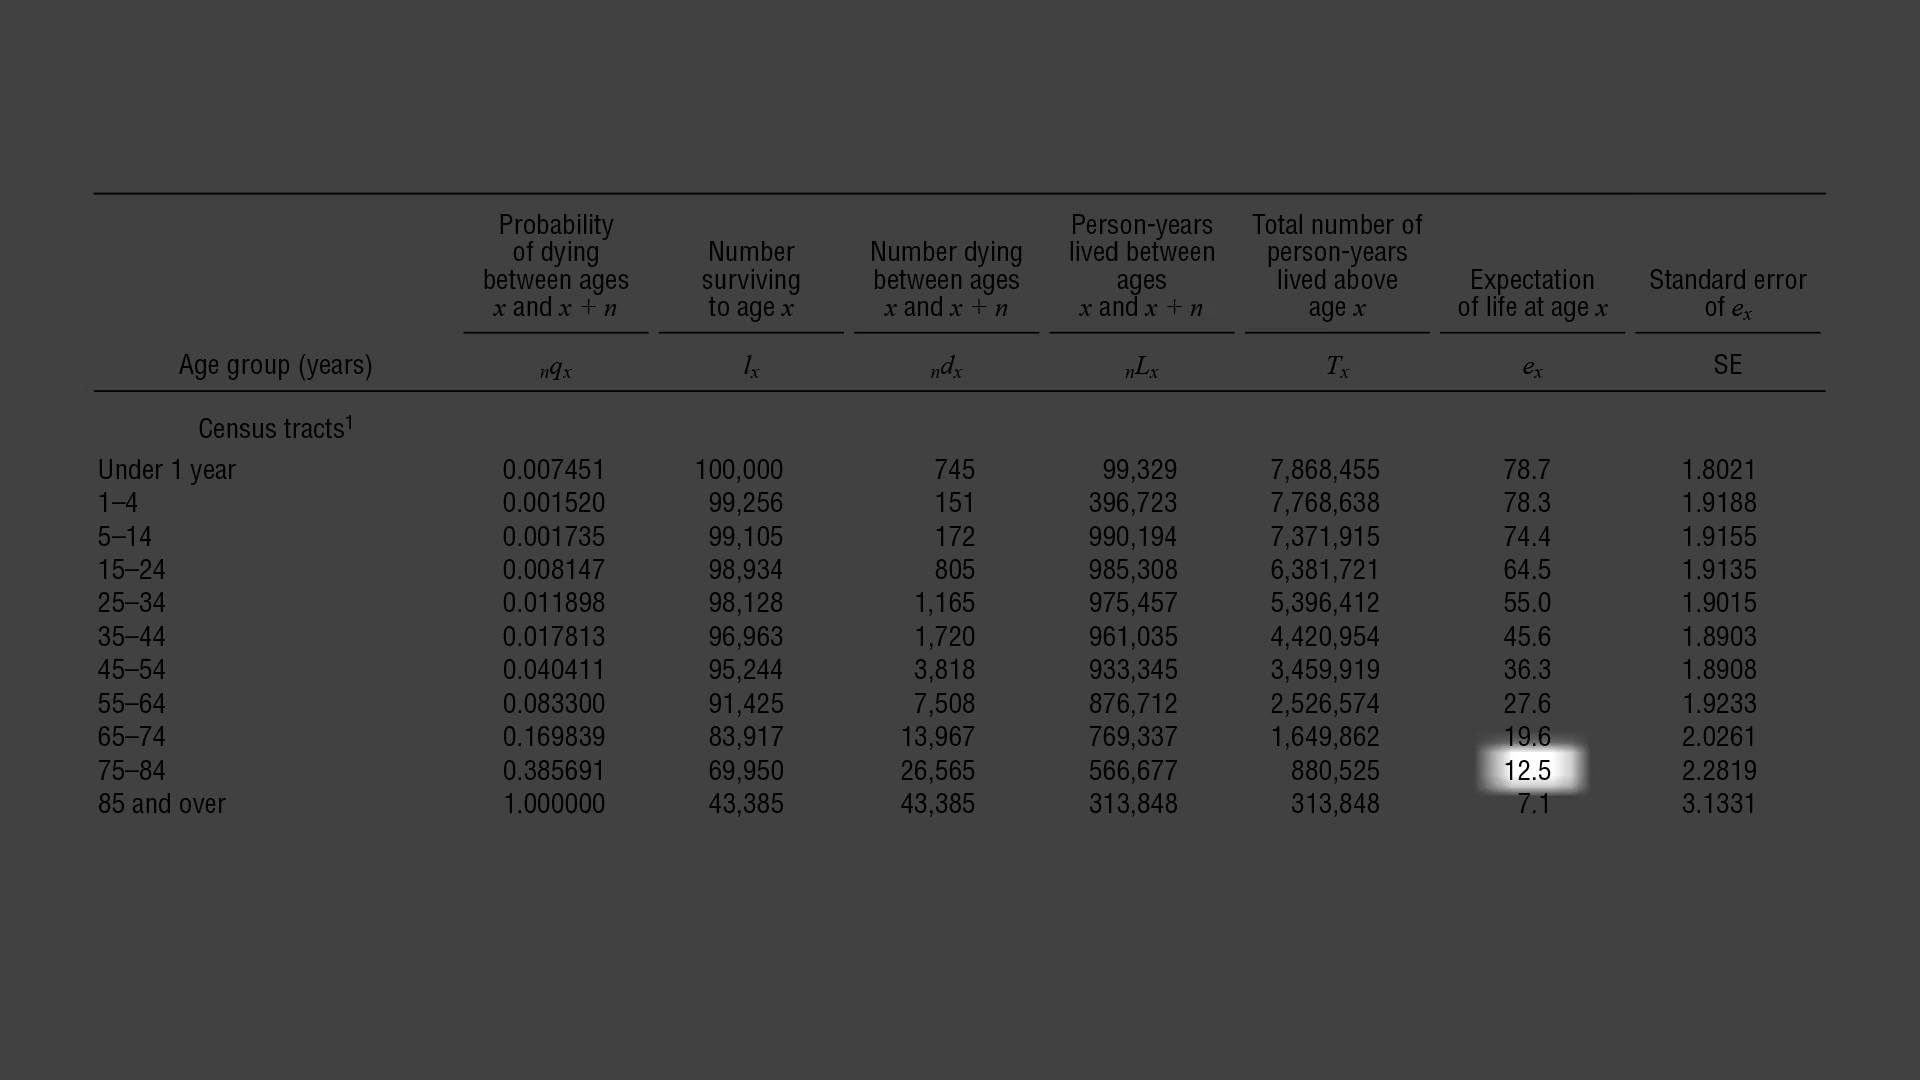 Probability of dying between ages x and x + n
Number surviving to age x
Number dying between ages x and x + n
Person-years lived between ages x and x + n
Total number of person-years lived above age x
Expectation of life at age x
Standard error of ex
Age group (years) nqx lx ndx nLx Tx ex SE
Census tracts1
Under 1 year 0.007451 100,000 745 99,329 7,868,455 78.7 1.8021
1–4 0.001520 99,256 151 396,723 7,768,638 78.3 1.9188
5–14 0.001735 99,105 172 990,194 7,371,915 74.4 1.9155
15–24 0.008147 98,934 805 985,308 6,381,721 64.5 1.9135
25–34 0.011898 98,128 1,165 975,457 5,396,412 55.0 1.9015
35–44 0.017813 96,963 1,720 961,035 4,420,954 45.6 1.8903
45–54 0.040411 95,244 3,818 933,345 3,459,919 36.3 1.8908
55–64 0.083300 91,425 7,508 876,712 2,526,574 27.6 1.9233
65–74 0.169839 83,917 13,967 769,337 1,649,862 19.6 2.0261
75–84 0.385691 69,950 26,565 566,677 880,525 12.5 2.2819
85 and over 1.000000 43,385 43,385 313,848 313,848 7.1 3.1331